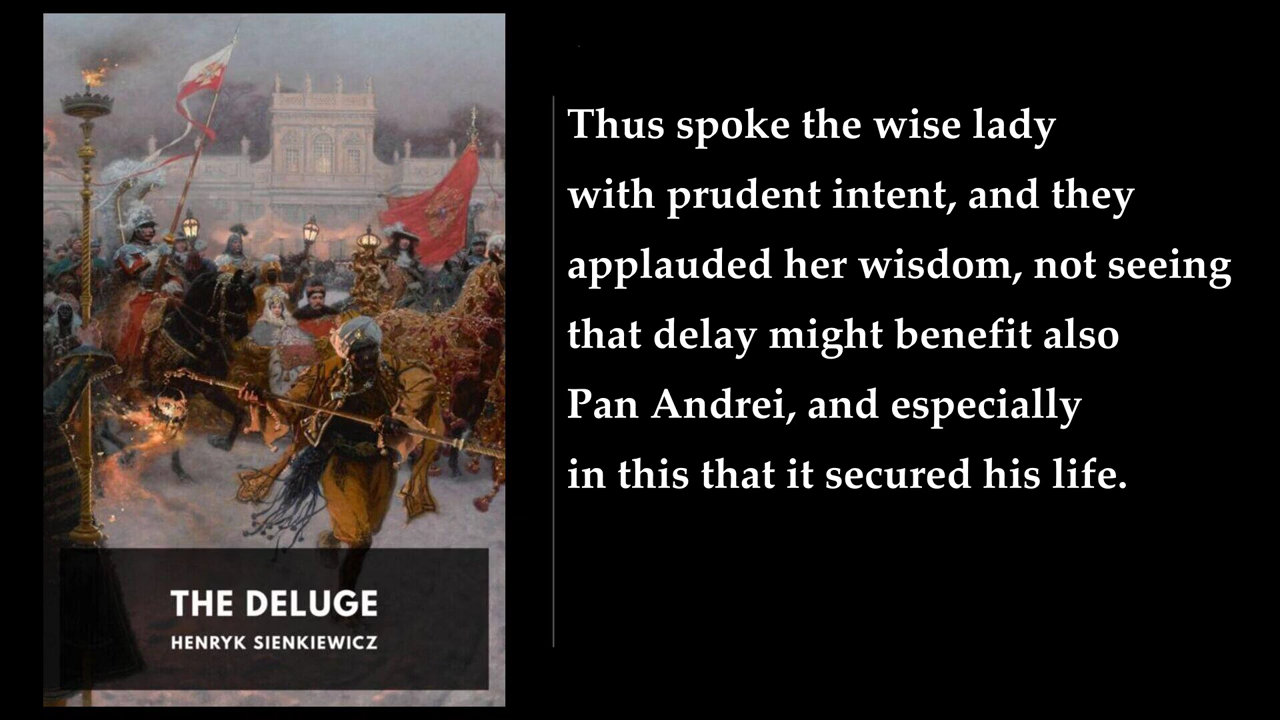 THE DELUGE
HENRYK SIENKIEWICZ
Thus spoke the wise lady
with prudent intent, and they
applauded her wisdom, not seeing
that delay might benefit also
Pan Andrei, and especially
in this that it secured his life.